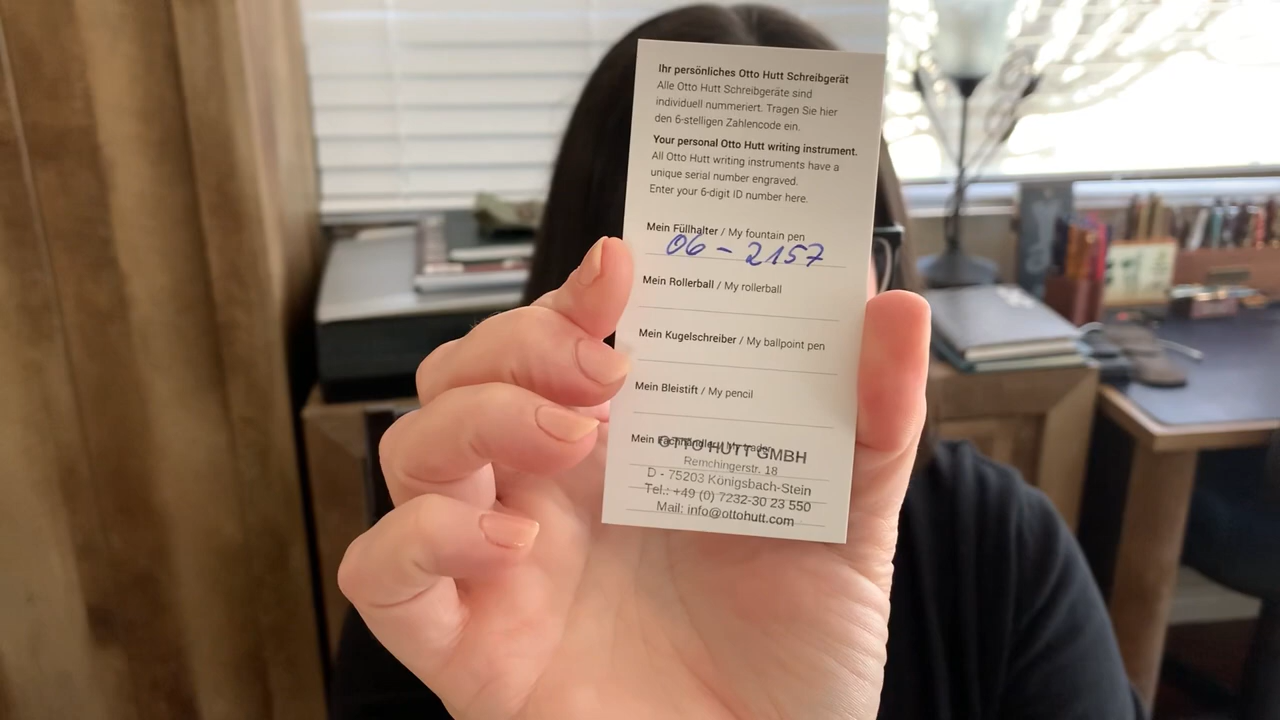 Ihr persönliches Otto Hutt Schreibgerät
Alle Otto Hutt Schreibgeräte sind
individuell nummeriert. Tragen Sie hier
den 6-stelligen Zahlencode ein.
Your personal Otto Hutt writing instrument.
All Otto Hutt writing instruments have a
unique serial number engraved.
Enter your 6-digit ID number here.
Mein Füllhalter / My fountain pen
06 - 2157
Mein Rollerball / My rollerball
Mein Kugelschreiber / My ballpoint pen
Mein Bleistift / My pencil
Mein Fachhändler / My trader
OTTO HUTT GMBH
Remchingerstr. 18
D - 75203 Königsbach-Stein
Tel.: +49 (0) 7232-30 23 550
Mail: info@ottohutt.com